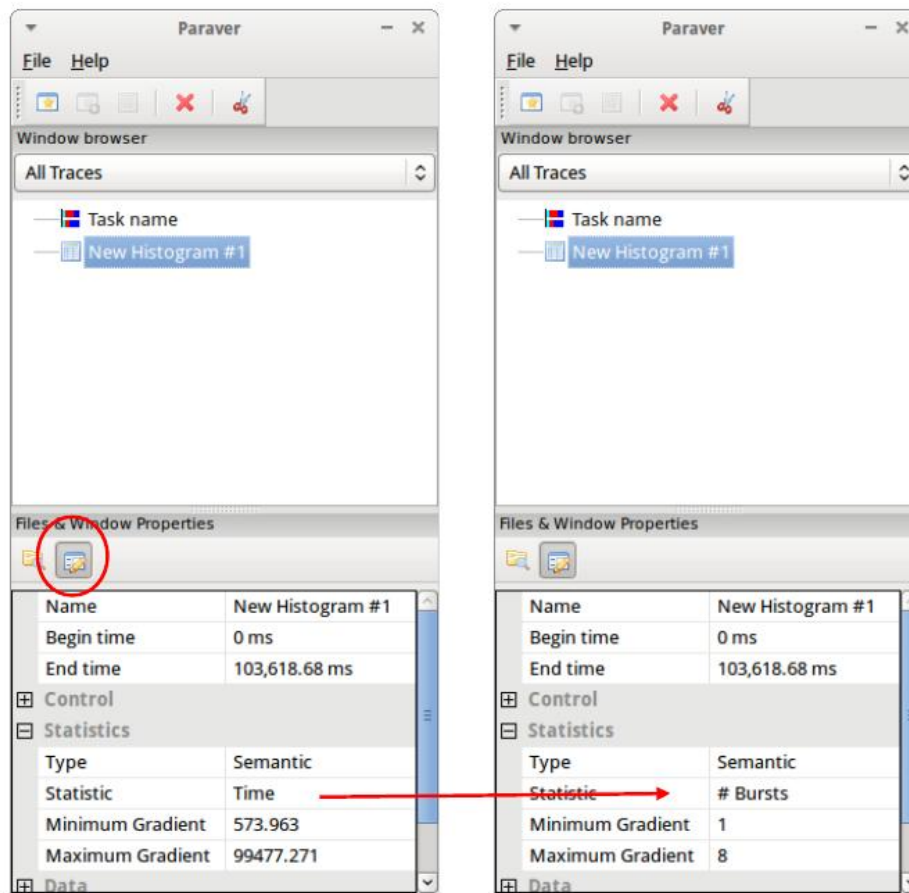 Paraver
File Help
Window browser
All Traces
Task name
New Histogram #1
Files & Window Properties
Name New Histogram #1
Begin time 0 ms
End time 103,618.68 ms
Control
Statistics
Type Semantic
Statistic Time
Minimum Gradient 573.963
Maximum Gradient 99477.271
Data
Paraver
File Help
Window browser
All Traces
Task name
New Histogram #1
Files & Window Properties
Name New Histogram #1
Begin time 0 ms
End time 103,618.68 ms
Control
Statistics
Type Semantic
Statistic # Bursts
Minimum Gradient 1
Maximum Gradient 8
Data